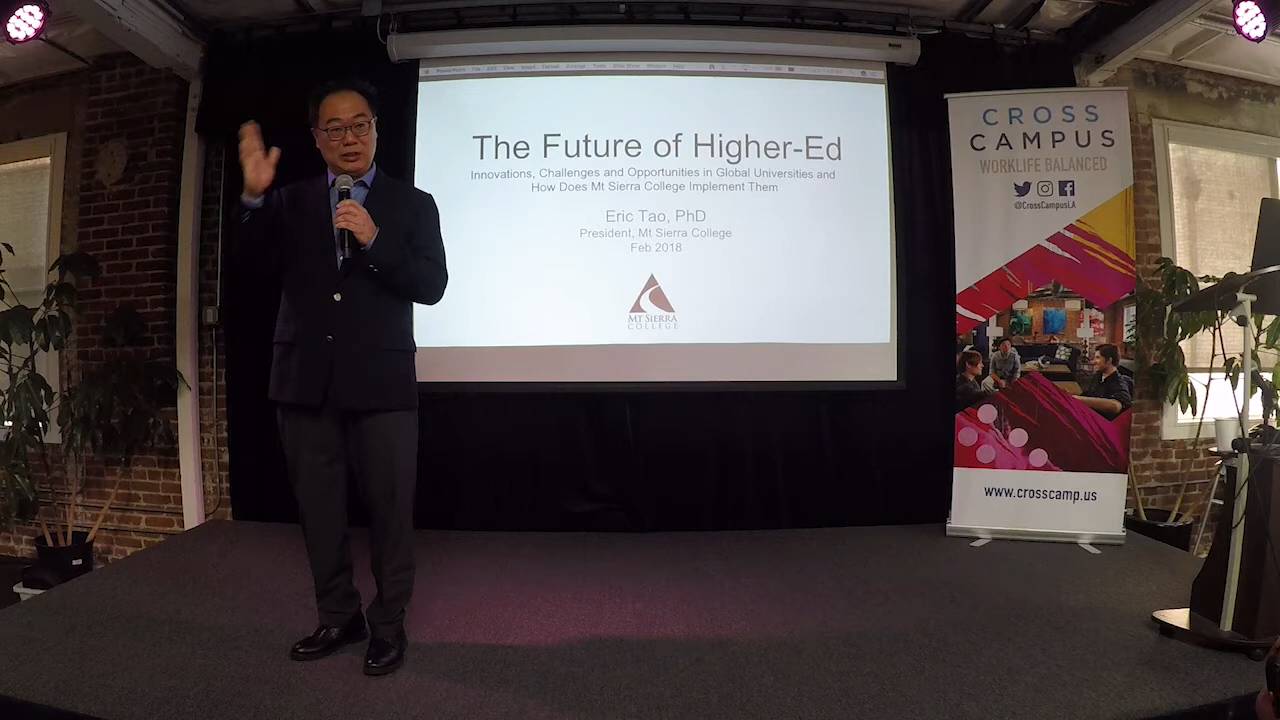 The Future of Higher-Ed
Innovations, Challenges and Opportunities in Global Universities and
How Does Mt Sierra College Implement Them
Eric Tao, PhD
President, Mt Sierra College
Feb 2018
MT SIERRA
COLLEGE
CROSS
CAMPUS
WORKLIFE BALANCED
@CrossCampusLA
www.crosscamp.us